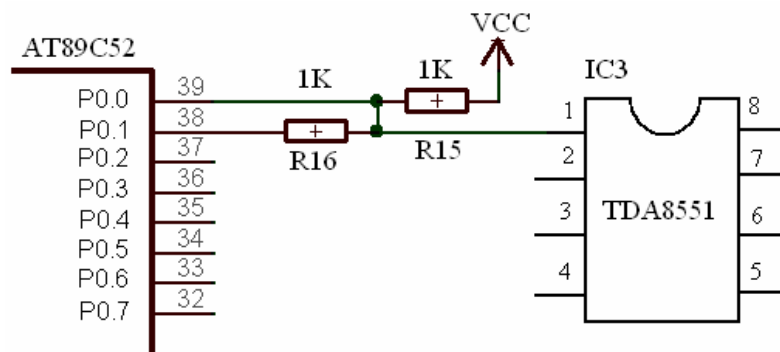 VCC
AT89C52
1K
1K
IC3
P0.0 39
P0.1 38
P0.2 37
P0.3 36
P0.4 35
P0.5 34
P0.6 33
P0.7 32
R16
R15
1
2
3
4
TDA8551
8
7
6
5